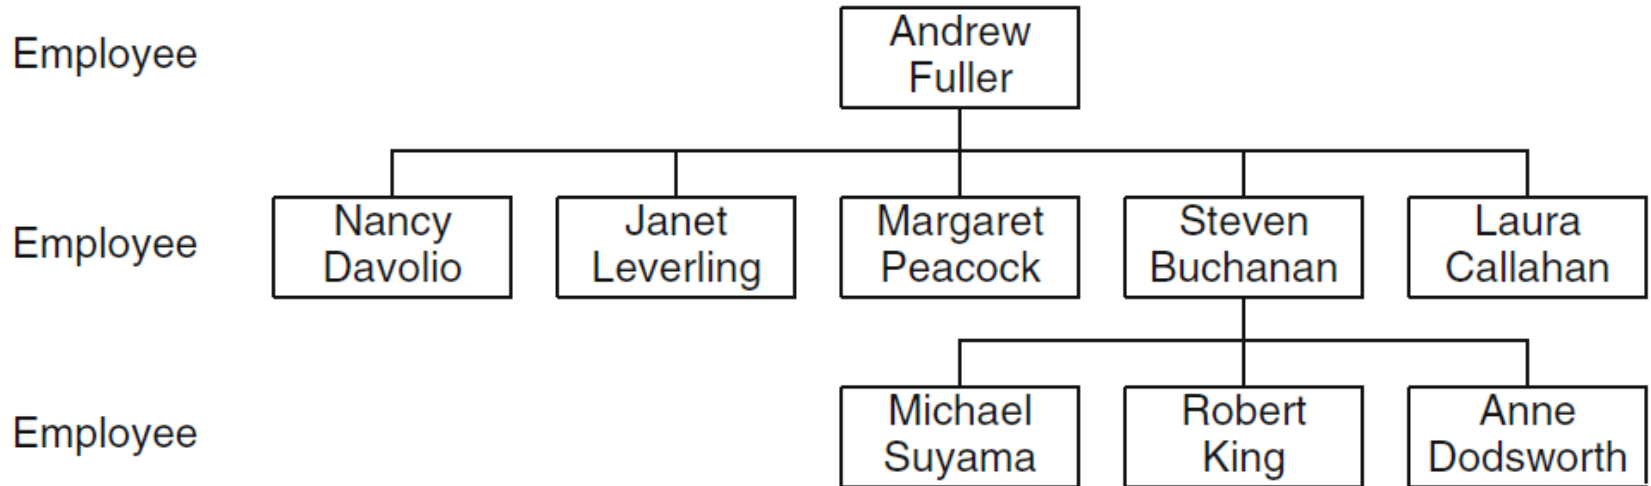 Employee
Andrew
Fuller
Employee
Nancy
Davolio
Janet
Leverling
Margaret
Peacock
Steven
Buchanan
Laura
Callahan
Employee
Michael
Suyama
Robert
King
Anne
Dodsworth